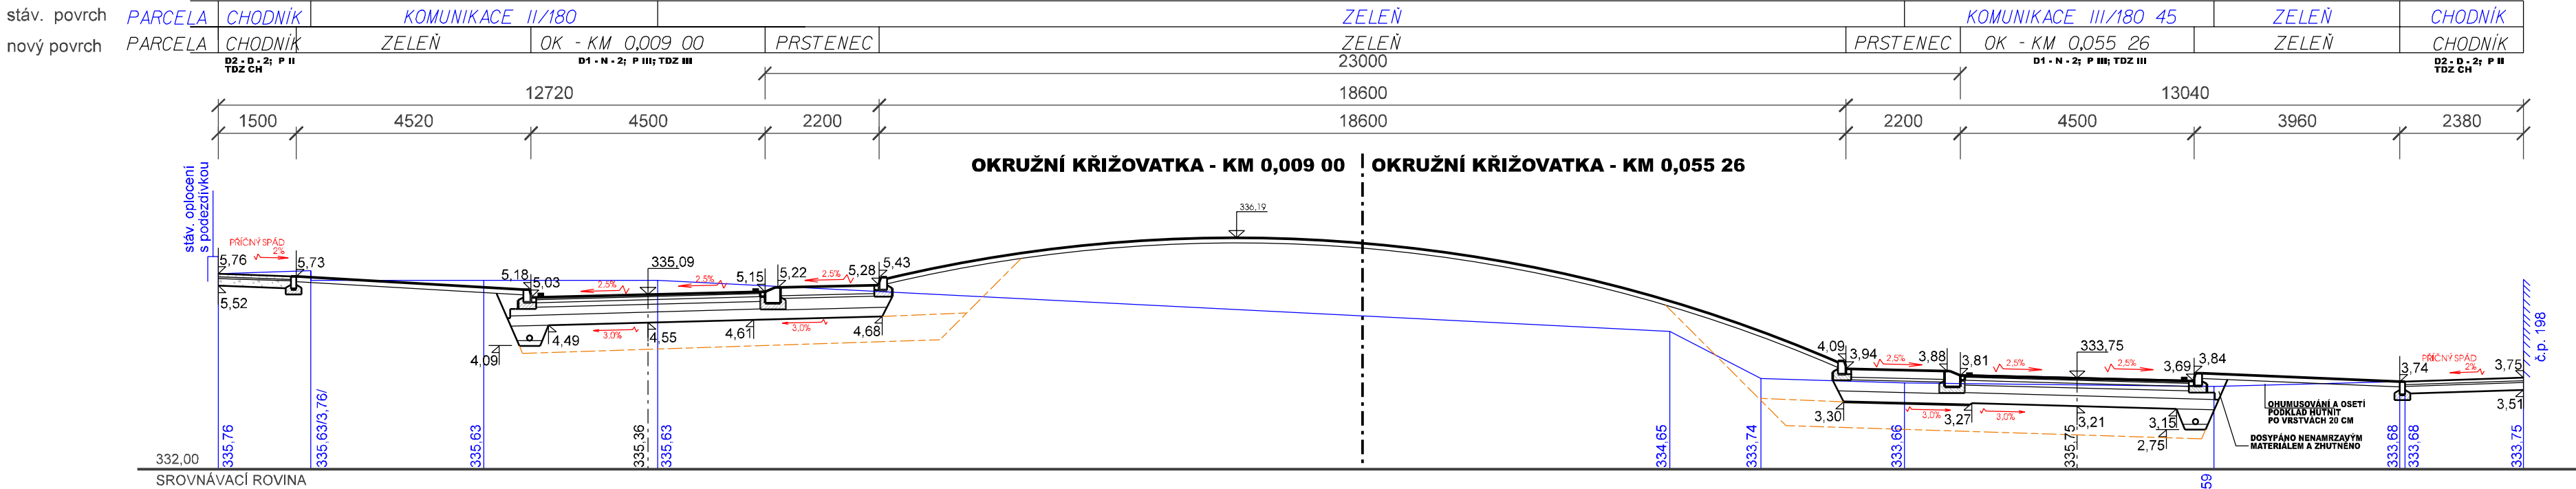 stáv. povrch PARCELA CHODNÍK KOMUNIKACE II/180 ZELEŇ KOMUNIKACE III/180 45 ZELEŇ CHODNÍK
nový povrch PARCELA CHODNÍK ZELEŇ OK - KM 0,009 00 PRSTENEC ZELEŇ PRSTENEC OK - KM 0,055 26 ZELEŇ CHODNÍK
D2 - D - 2; P II
TDZ CH
D1 - N - 2; P III; TDZ III
D1 - N - 2; P III; TDZ III
D2 - D - 2; P II
TDZ CH
23000
12720 18600 13040
1500 4520 4500 2200 18600 2200 4500 3960 2380
OKRUŽNÍ KŘIŽOVATKA - KM 0,009 00 OKRUŽNÍ KŘIŽOVATKA - KM 0,055 26
stáv. oplocení
s podezdívkou
336,19
PŘÍČNÝ SPÁD
2%
5,76 5,73 5,18 5,03 335,09 5,15 5,22 5,28 5,43
2,5% 2,5% 2,5%
5,52
4,09 4,49 3,0% 4,55 4,61 3,0% 4,68
4,09 3,94 2,5% 3,88 3,81 2,5% 333,75 2,5% 3,69 3,84 3,74 3,75
PŘÍČNÝ SPÁD
2%
č.p. 198
3,30 3,0% 3,27 3,0% 3,21 3,15 2,75 3,51
OHUMUSOVÁNÍ A OSETÍ
PODKLAD HUTNIT
PO VRSTVÁCH 20 CM
DOSYPÁNO NENAMRZAVÝM
MATERIÁLEM A ZHUTNĚNO
335,76 335,63/3,76/ 335,63 335,36 335,63 334,65 333,74 333,66 335,75 59 333,68 333,68 333,75
332,00
SROVNÁVACÍ ROVINA